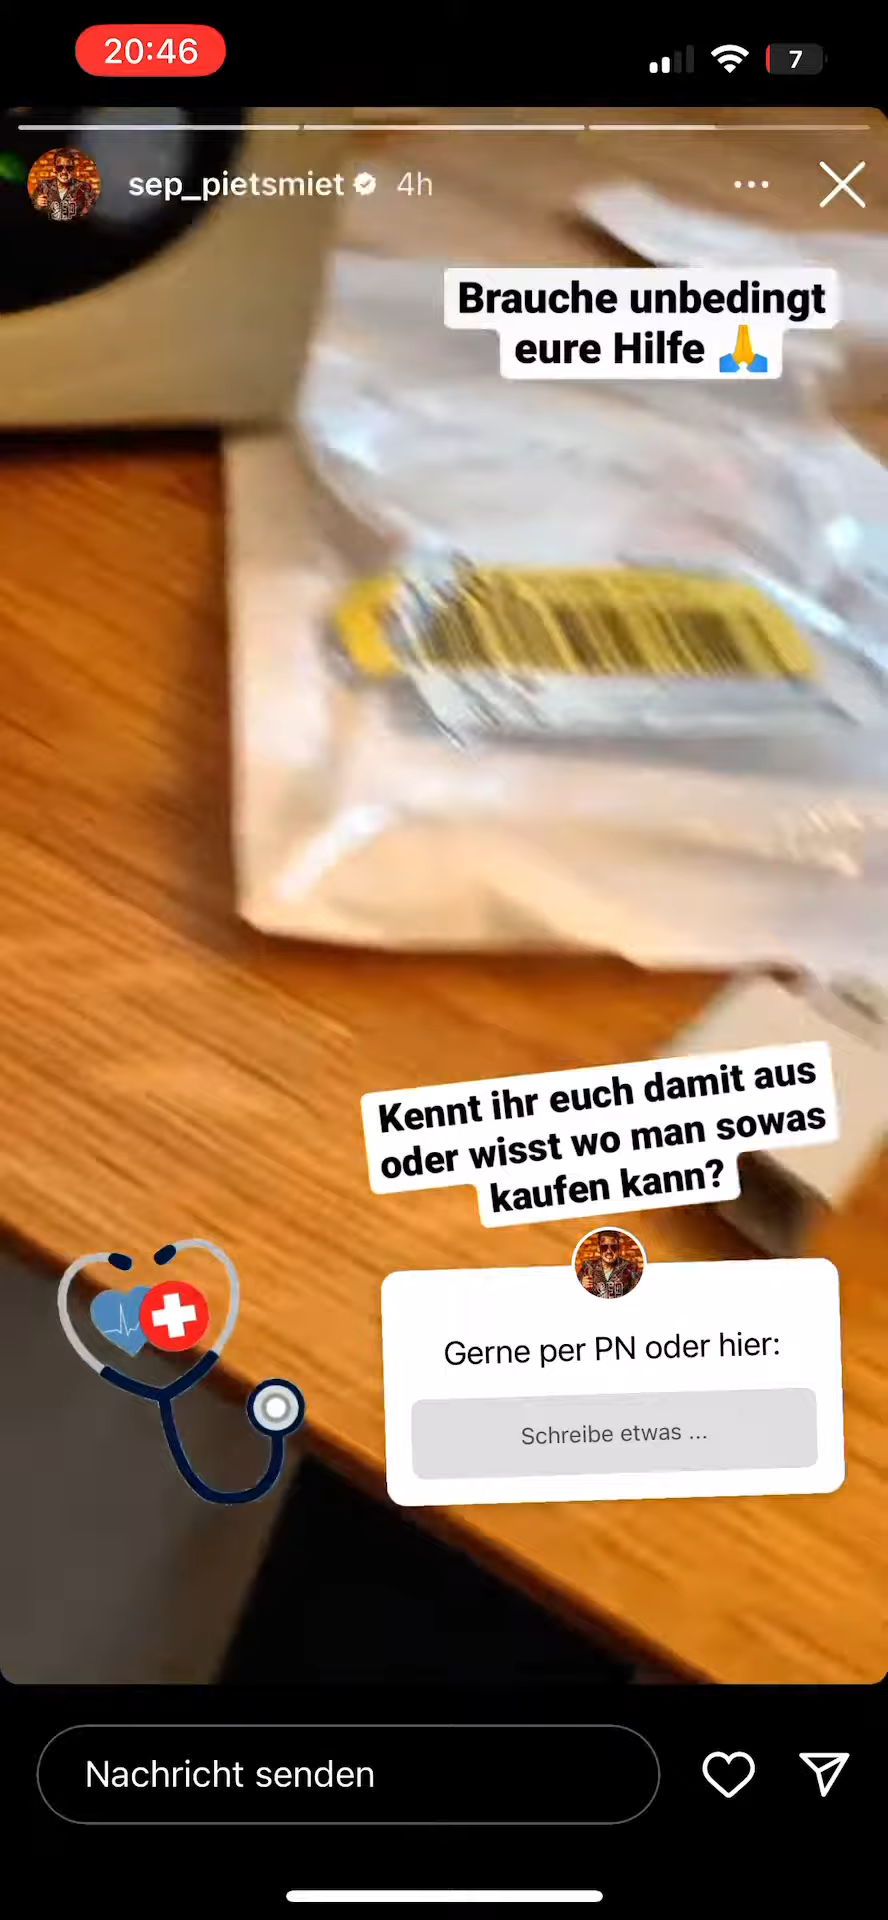 20:46
7
sep_pietsmiet 4h
Brauche unbedingt
eure Hilfe 🙏
Kennt ihr euch damit aus
oder wisst wo man sowas
kaufen kann?
Gerne per PN oder hier:
Schreibe etwas ...
Nachricht senden